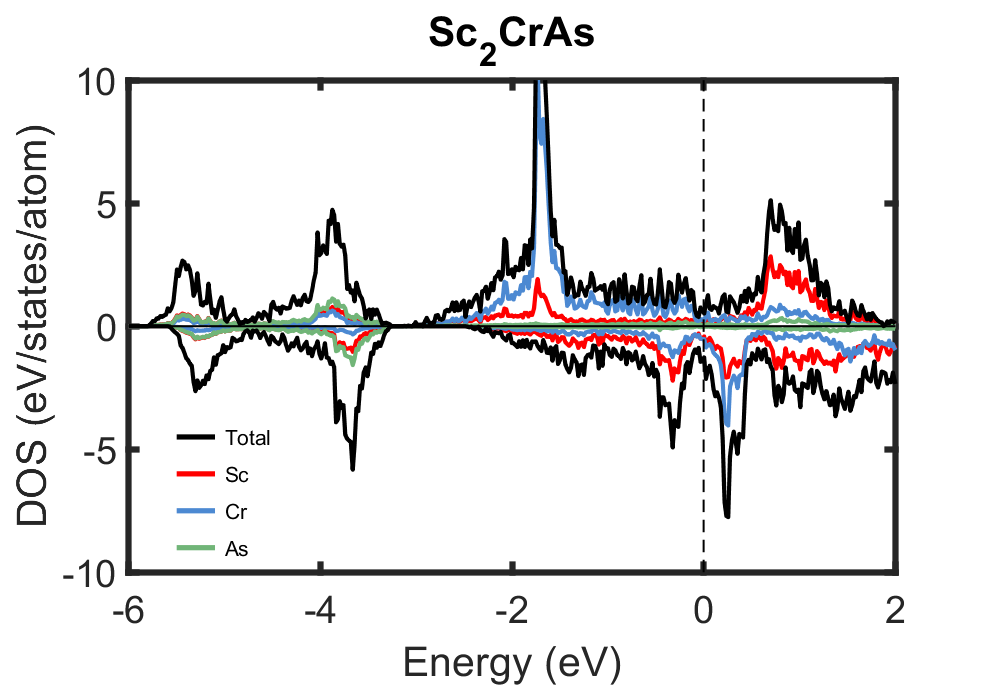 Sc2CrAs
DOS (eV/states/atom)
10
5
0
-5
-10
Total
Sc
Cr
As
-6 -4 -2 0 2
Energy (eV)